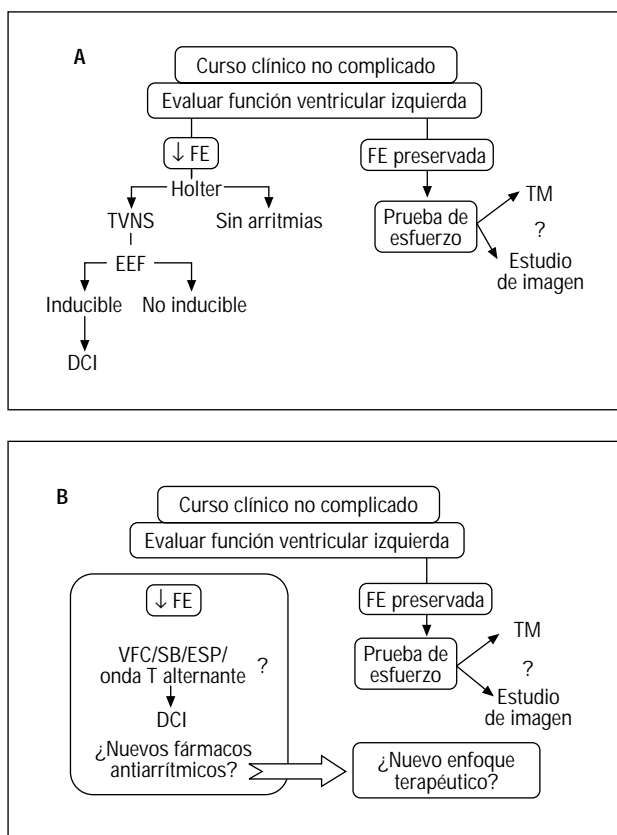 A
Curso clínico no complicado
Evaluar función ventricular izquierda
↓ FE
FE preservada
Holter
TVNS
Sin arritmias
Prueba de
esfuerzo
TM
?
Estudio
de imagen
EEF
Inducible
No inducible
DCI
B
Curso clínico no complicado
Evaluar función ventricular izquierda
↓ FE
FE preservada
VFC/SB/ESP/
onda T alternante
?
DCI
¿Nuevos fármacos
antiarrítmicos?
Prueba de
esfuerzo
TM
?
Estudio
de imagen
¿Nuevo enfoque
terapéutico?